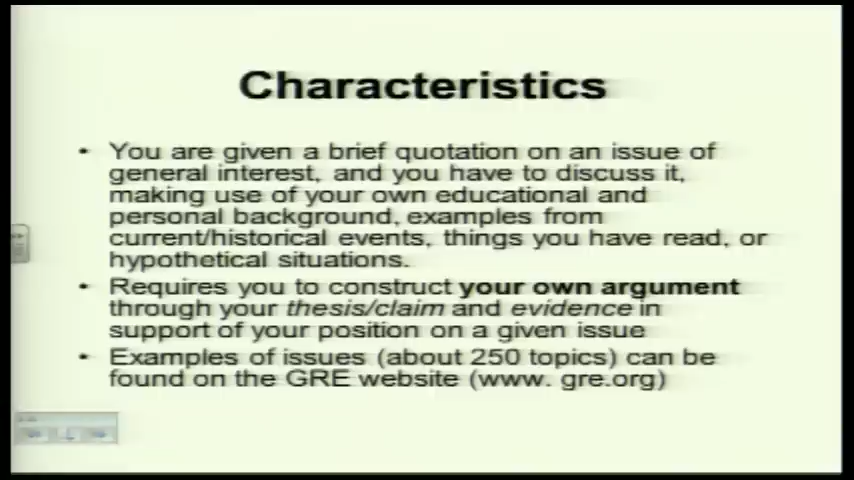 Characteristics
• You are given a brief quotation on an issue of
general interest, and you have to discuss it,
making use of your own educational and
personal background, examples from
current/historical events, things you have read, or
hypothetical situations.
• Requires you to construct your own argument
through your thesis/claim and evidence in
support of your position on a given issue
• Examples of issues (about 250 topics) can be
found on the GRE website (www. gre.org)